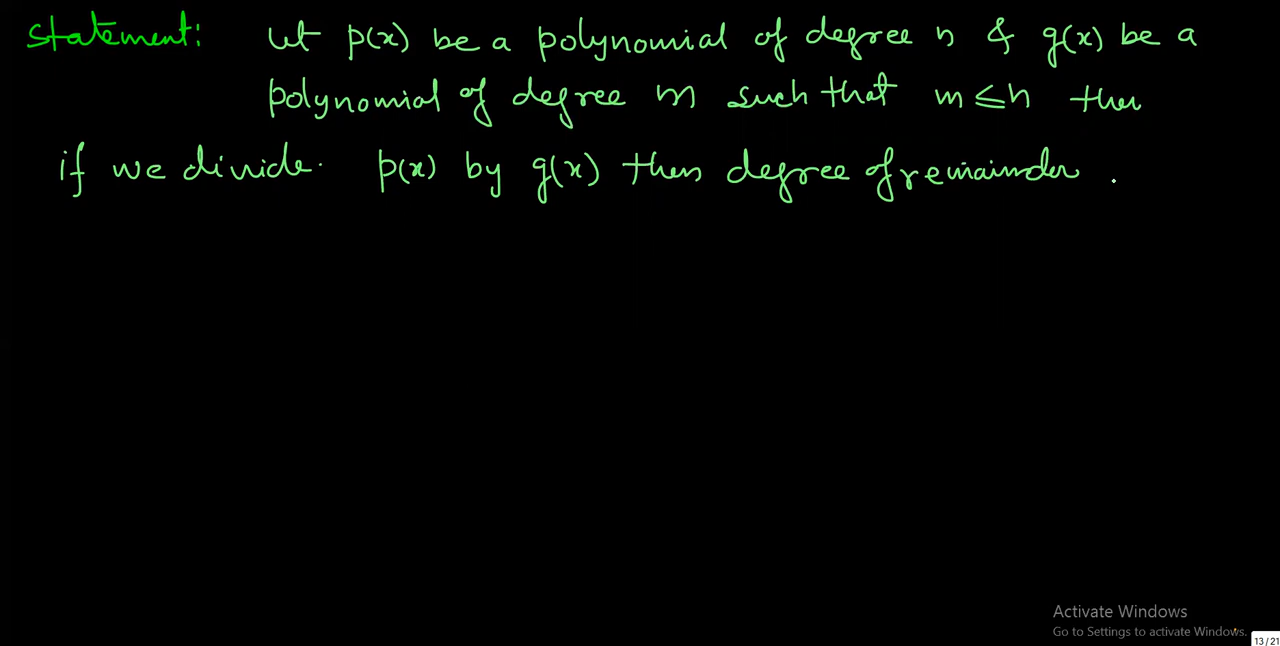 Statement: Let p(x) be a polynomial of degree n & g(x) be a
polynomial of degree m such that m ≤ n then
if we divide. p(x) by g(x) then degree of remainder .
Activate Windows
Go to Settings to activate Windows.
13 / 21